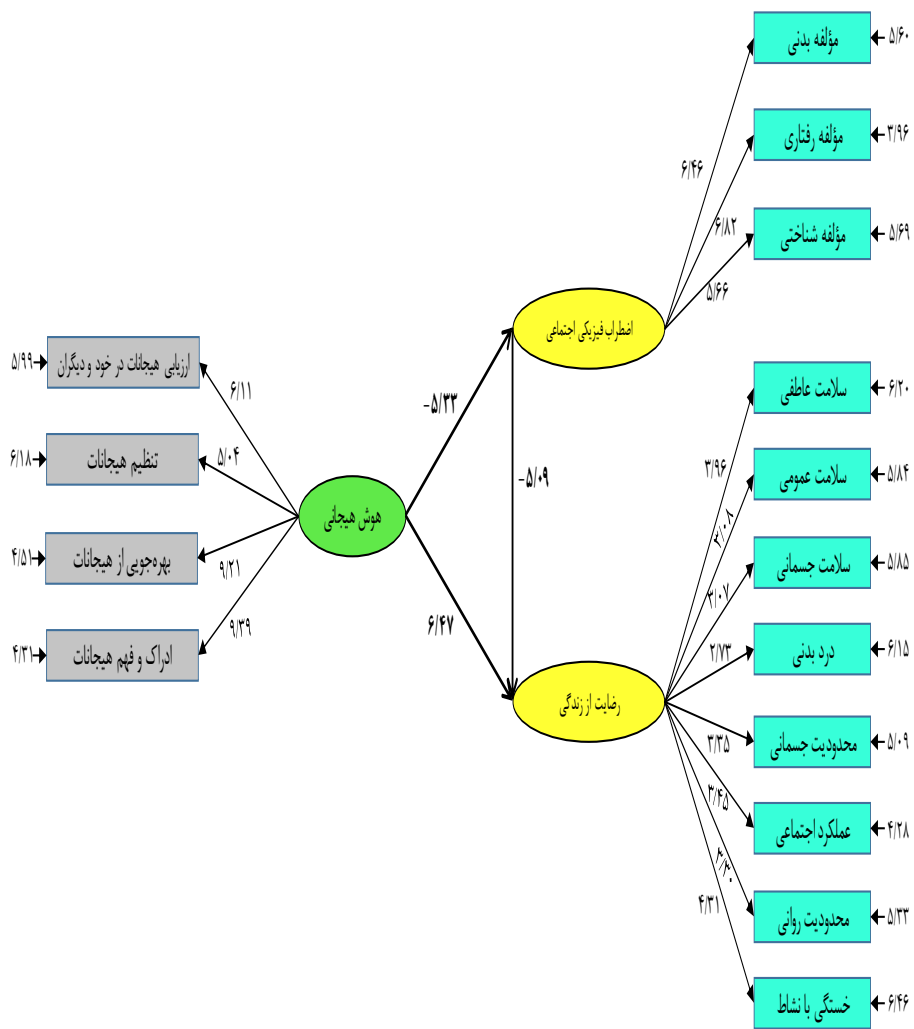 مؤلفه بدنی
۵/۶۰
مؤلفه رفتاری
۳/۹۶
مؤلفه شناختی
۵/۶۹
۶/۴۶
۶/۸۲
۵/۶۶
اضطراب فیزیکی اجتماعی
ارزیابی هیجانات در خود و دیگران
۵/۹۹
تنظیم هیجانات
۶/۱۸
بهره‌جویی از هیجانات
۴/۵۱
ادراک و فهم هیجانات
۴/۳۱
۶/۱۱
۵/۰۴
۹/۲۱
۹/۳۹
هوش هیجانی
-۵/۳۳
-۵/۰۹
۶/۴۷
رضایت از زندگی
سلامت عاطفی
۶/۲۰
سلامت عمومی
۵/۸۴
سلامت جسمانی
۵/۸۵
درد بدنی
۶/۱۵
محدودیت جسمانی
۵/۰۹
عملکرد اجتماعی
۴/۲۸
محدودیت روانی
۵/۳۳
خستگی با نشاط
۶/۴۶
۳/۹۶
۳/۰۷
۲/۷۳
۳/۳۵
۳/۴۵
۴/۳۱